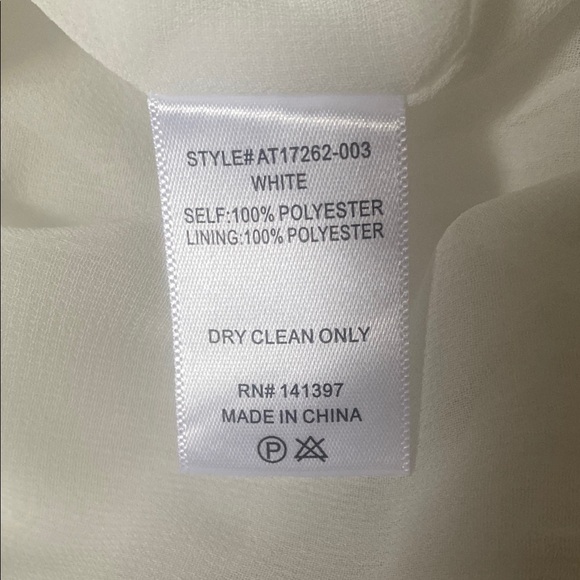 STYLE#AT17262-003
WHITE
SELF:100% POLYESTER
LINING:100% POLYESTER
DRY CLEAN ONLY
RN# 141397
MADE IN CHINA
P